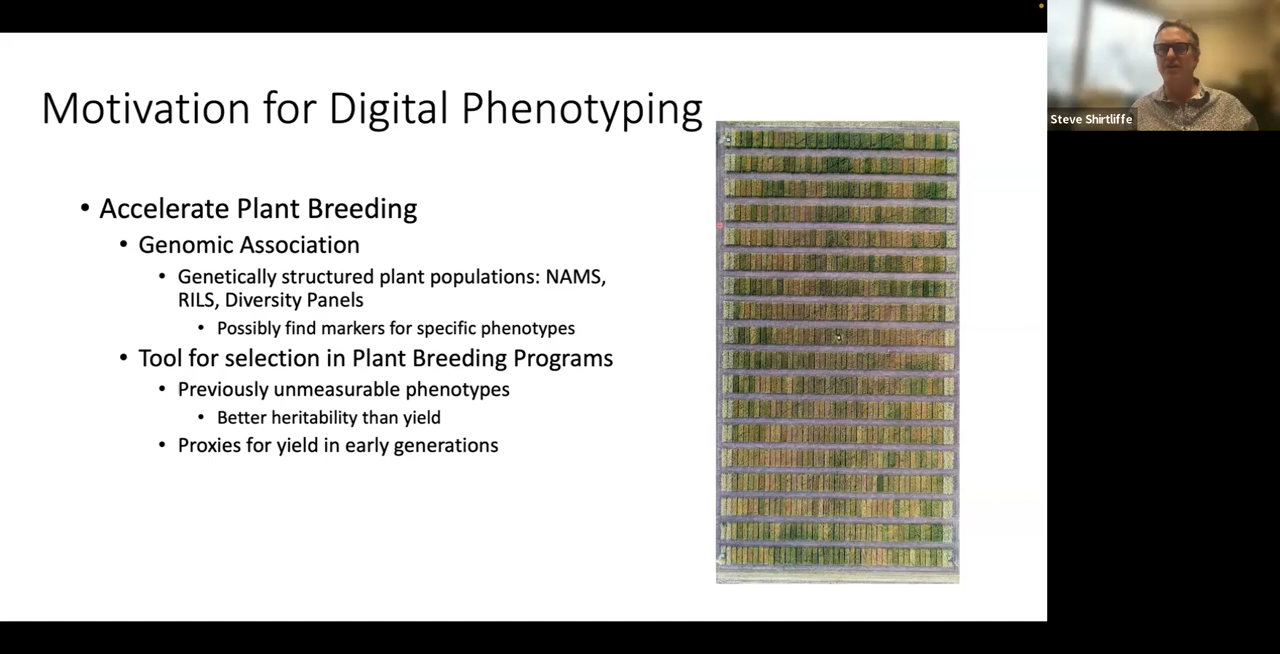 Motivation for Digital Phenotyping
• Accelerate Plant Breeding
• Genomic Association
• Genetically structured plant populations: NAMS,
RILS, Diversity Panels
• Possibly find markers for specific phenotypes
• Tool for selection in Plant Breeding Programs
• Previously unmeasurable phenotypes
• Better heritability than yield
• Proxies for yield in early generations
Steve Shirtliffe